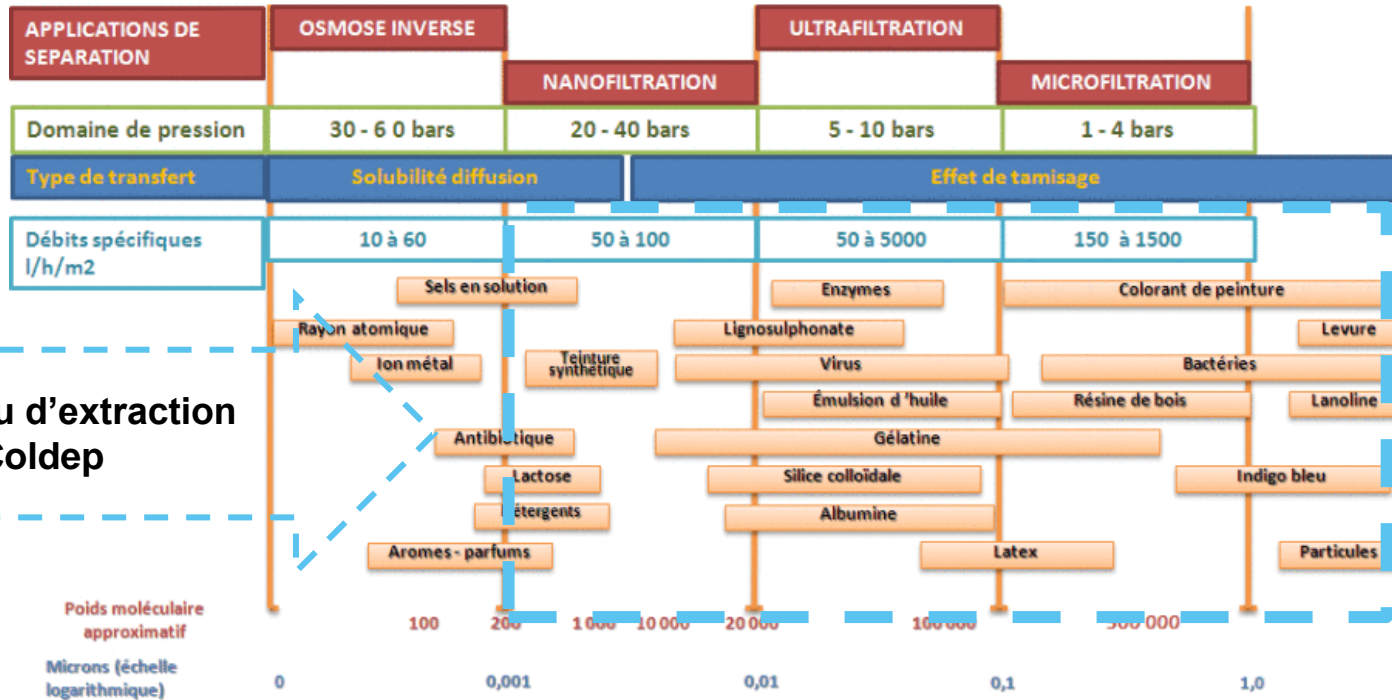 APPLICATIONS DE
SEPARATION
OSMOSE INVERSE
ULTRAFILTRATION
NANOFILTRATION
MICROFILTRATION
Domaine de pression
30 - 6 0 bars
20 - 40 bars
5 - 10 bars
1 - 4 bars
Type de transfert
Solubilité diffusion
Effet de tamisage
Débits spécifiques
l/h/m2
10 à 60
50 à 100
50 à 5000
150 à 1500
Sels en solution
Enzymes
Colorant de peinture
Rayon atomique
Lignosulphonate
Levure
Ion métal
Teinture
synthétique
Virus
Bactéries
d’extraction
Coldep
Émulsion d 'huile
Résine de bois
Lanoline
Antibiotique
Gélatine
Lactose
Silice colloïdale
Indigo bleu
Détergents
Albumine
Aromes - parfums
Latex
Particules
Poids moléculaire
approximatif
100
200
1 000
10 000
20 000
100 000
300 000
Microns (échelle
logarithmique)
0
0,001
0,01
0,1
1,0